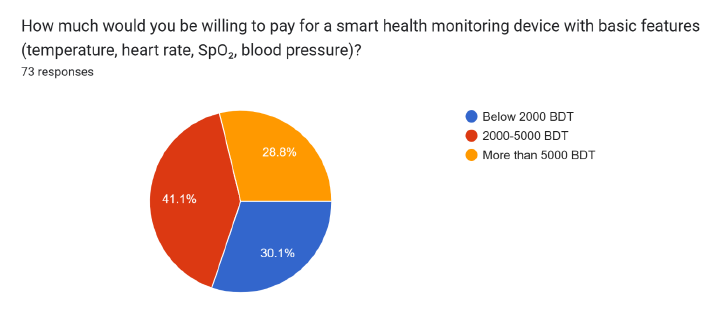 How much would you be willing to pay for a smart health monitoring device with basic features
(temperature, heart rate, SpO₂, blood pressure)?
73 responses
Below 2000 BDT
2000-5000 BDT
More than 5000 BDT
28.8%
41.1%
30.1%